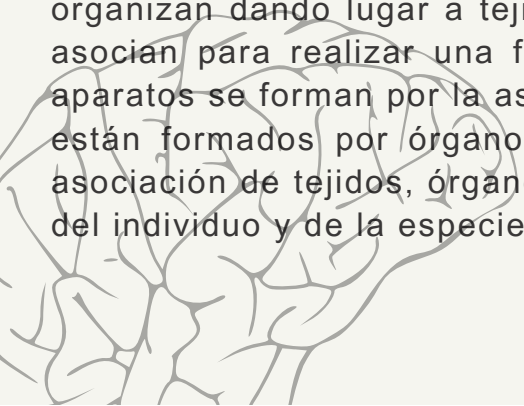 organizan dando lugar a teji
asocian para realizar una f
aparatos se forman por la as
están formados por órgano
asociación de tejidos, órgan
del individuo y de la especie